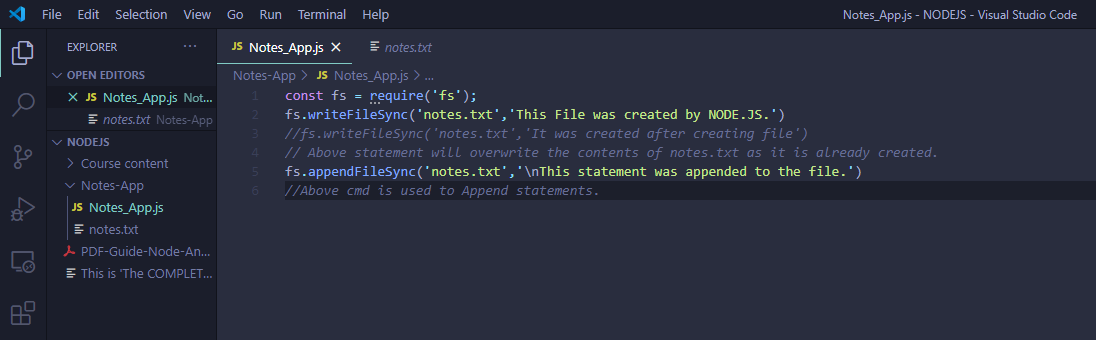 File Edit Selection View Go Run Terminal Help Notes_App.js - NODEJS - Visual Studio Code
EXPLORER ...
JS Notes_App.js
notes.txt
OPEN EDITORS
Notes-App > JS Notes_App.js > ...
JS Notes_App.js Not...
notes.txt Notes-App
NODEJS
Course content
Notes-App
JS Notes_App.js
notes.txt
PDF-Guide-Node-An...
This is 'The COMPLET...
1 const fs = require('fs');
2 fs.writeFileSync('notes.txt','This File was created by NODE.JS.')
3 //fs.writeFileSync('notes.txt','It was created after creating file')
4 // Above statement will overwrite the contents of notes.txt as it is already created.
5 fs.appendFileSync('notes.txt','\nThis statement was appended to the file.')
6 //Above cmd is used to Append statements.